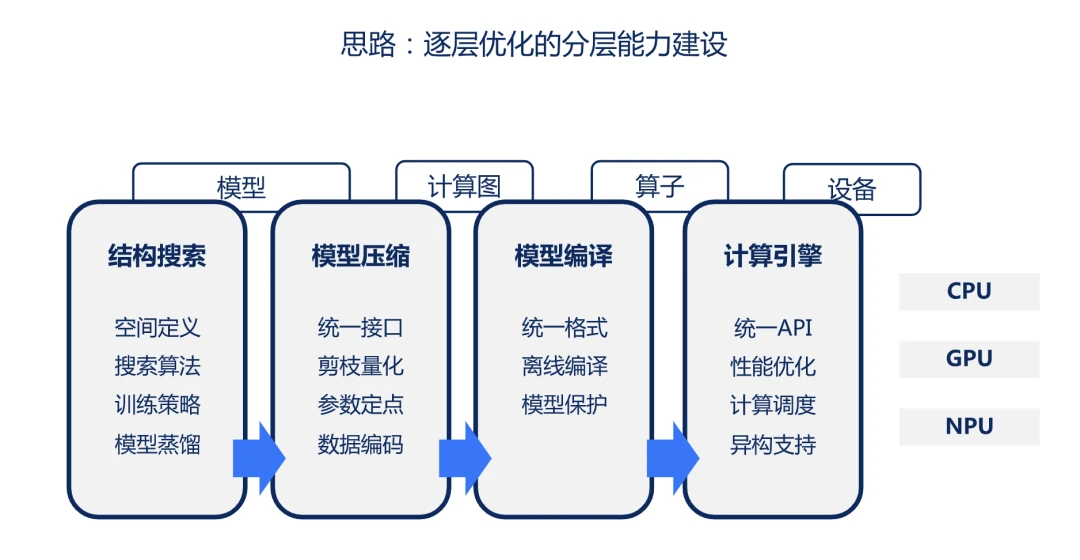 思路：逐层优化的分层能力建设
模型
计算图
算子
设备
结构搜索
空间定义
搜索算法
训练策略
模型蒸馏
模型压缩
统一接口
剪枝量化
参数定点
数据编码
模型编译
统一格式
离线编译
模型保护
计算引擎
统一API
性能优化
计算调度
异构支持
CPU
GPU
NPU